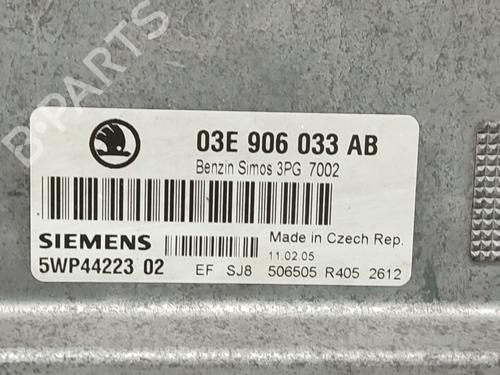 B-PARTS
03E 906 033 AB
Benzin Simos 3PG 7002
SIEMENS
Made in Czech Rep.
11.02.05
5WP44223 02 EF SJ8 506505 R405 2612